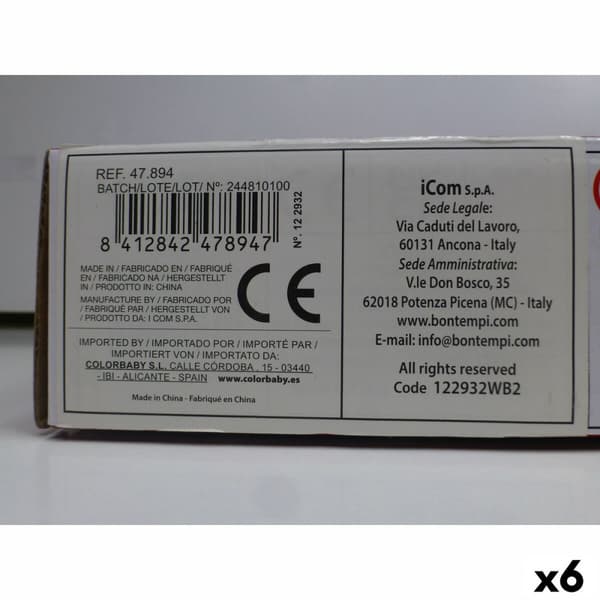 REF. 47.894
BATCH/LOTE/LOT/ Nº: 244810100
8 412842 478947
Nº. 12 2932
MADE IN / FABRICADO EN / FABRIQUÉ
EN / FABRICADO NA / HERGESTELLT
IN / PRODOTTO IN: CHINA
MANUFACTURE BY / FABRICADO POR
/ FABRIQUÉ PAR / HERGESTELLT VON
/ PRODOTTO DA: I COM S.P.A.
CE
IMPORTED BY / IMPORTADO POR / IMPORTÉ PAR /
IMPORTIERT VON / IMPORTATO DA:
COLORBABY S.L. CALLE CÓRDOBA , 15 - 03440
- IBI - ALICANTE - SPAIN www.colorbaby.es
Made in China - Fabriqué en China
iCom S.p.A.
Sede Legale:
Via Caduti del Lavoro,
60131 Ancona - Italy
Sede Amministrativa:
V.le Don Bosco, 35
62018 Potenza Picena (MC) - Italy
www.bontempi.com
E-mail: info@bontempi.com
All rights reserved
Code 122932WB2
x6